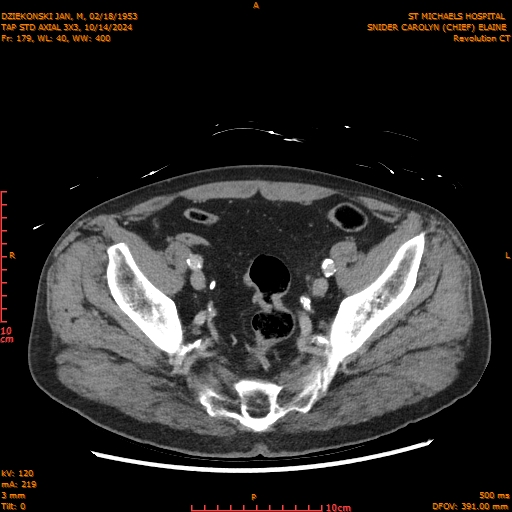 A
DZIEKONSKI JAN, M, 02/18/1953
TAP STD AXIAL 3X3, 10/14/2024
Fr: 179, WL: 40, WW: 400
ST MICHAELS HOSPITAL
SNIDER CAROLYN (CHIEF) ELAINE
Revolution CT
R
L
10
cm
kV: 120
mA: 219
3 mm
Tilt: 0
P
10cm
500 ms
DFOV: 391.00 mm